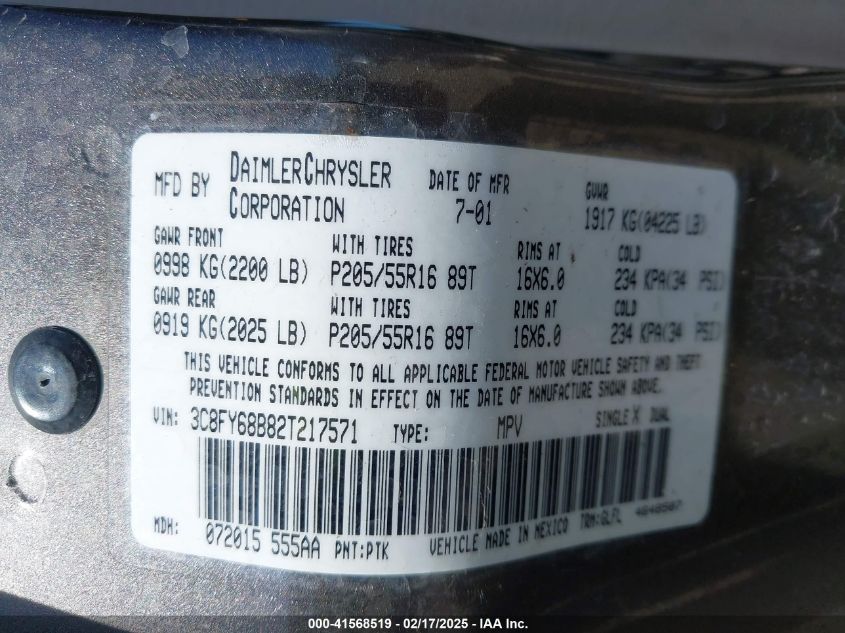 MFD BY DAIMLERCHRYSLER CORPORATION DATE OF MFR 7-01 GVWR 1917 KG(04225 LB)
GAWR FRONT WITH TIRES RIMS AT COLD
0998 KG(2200 LB) P205/55R16 89T 16X6.0 234 KPA(34 PSI)
GAWR REAR WITH TIRES RIMS AT COLD
0919 KG(2025 LB) P205/55R16 89T 16X6.0 234 KPA(34 PSI)
THIS VEHICLE CONFORMS TO ALL APPLICABLE FEDERAL MOTOR VEHICLE SAFETY AND THEFT
PREVENTION STANDARDS IN EFFECT ON THE DATE OF MANUFACTURE SHOWN ABOVE.
VIN: 3C8FY68B82T217571 TYPE: MPV SINGLE X DUAL
MDH: 072015 555AA PNT:PTK VEHICLE MADE IN MEXICO TRM:GLFL
000-41568519 - 02/17/2025 - IAA Inc.